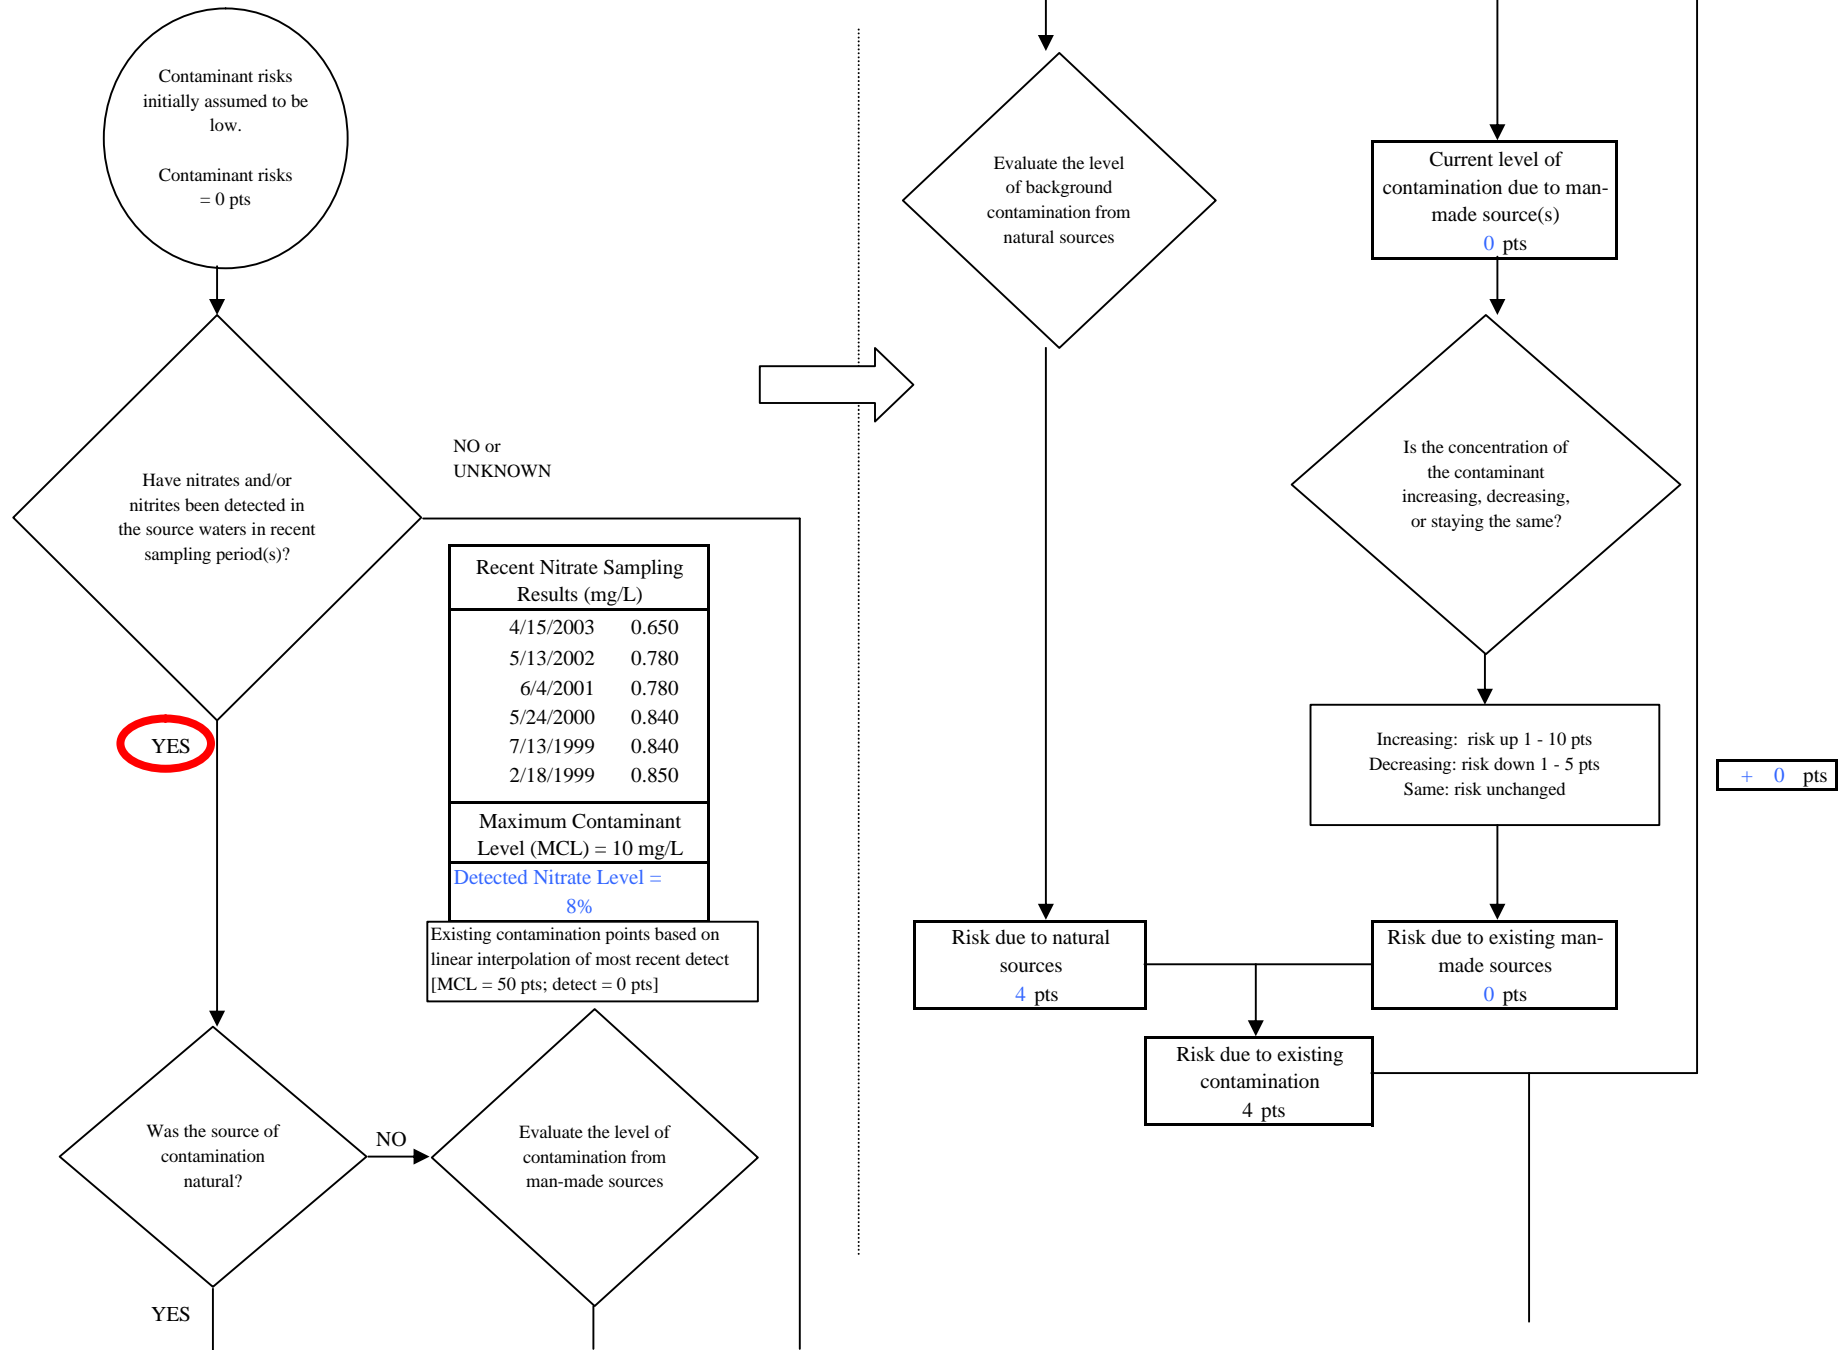 Contaminant risks
initially assumed to be
low.
Contaminant risks
= 0 pts
Have nitrates and/or
nitrites been detected in
the source waters in recent
sampling period(s)?
NO or
UNKNOWN
YES
Recent Nitrate Sampling
Results (mg/L)
4/15/2003 0.650
5/13/2002 0.780
6/4/2001 0.780
5/24/2000 0.840
7/13/1999 0.840
2/18/1999 0.850
Maximum Contaminant
Level (MCL) = 10 mg/L
Detected Nitrate Level =
8%
Existing contamination points based on
linear interpolation of most recent detect
[MCL = 50 pts; detect = 0 pts]
Was the source of
contamination
natural?
NO
Evaluate the level of
contamination from
man-made sources
YES
Evaluate the level
of background
contamination from
natural sources
Current level of
contamination due to man-
made source(s)
0 pts
Is the concentration of
the contaminant
increasing, decreasing,
or staying the same?
Increasing: risk up 1 - 10 pts
Decreasing: risk down 1 - 5 pts
Same: risk unchanged
+ 0 pts
Risk due to natural
sources
4 pts
Risk due to existing man-
made sources
0 pts
Risk due to existing
contamination
4 pts